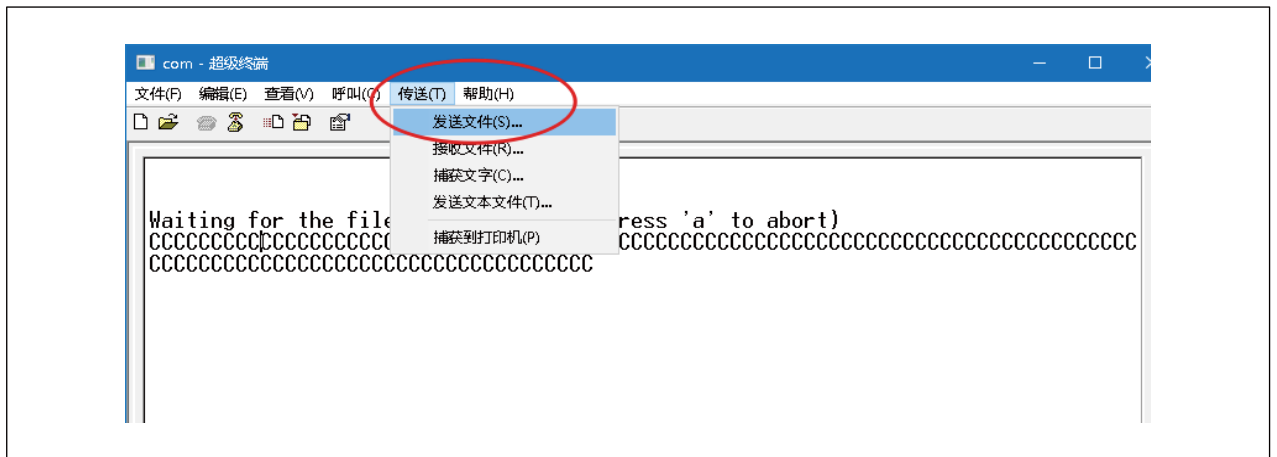 com - 超级终端
文件(F) 编辑(E) 查看(V) 呼叫(C) 传送(T) 帮助(H)
发送文件(S)...
接收文件(R)...
捕获文字(C)...
发送文本文件(T)...
捕获到打印机(P)
Waiting for the file ress 'a' to abort)
CCCCCCCCCCCCCCCCCCCC CCCCCCCCCCCCCCCCCCCCCCCCCCCCCCCCCCCCCCCCCC
CCCCCCCCCCCCCCCCCCCCCCCCCCCCCCCCCCCC